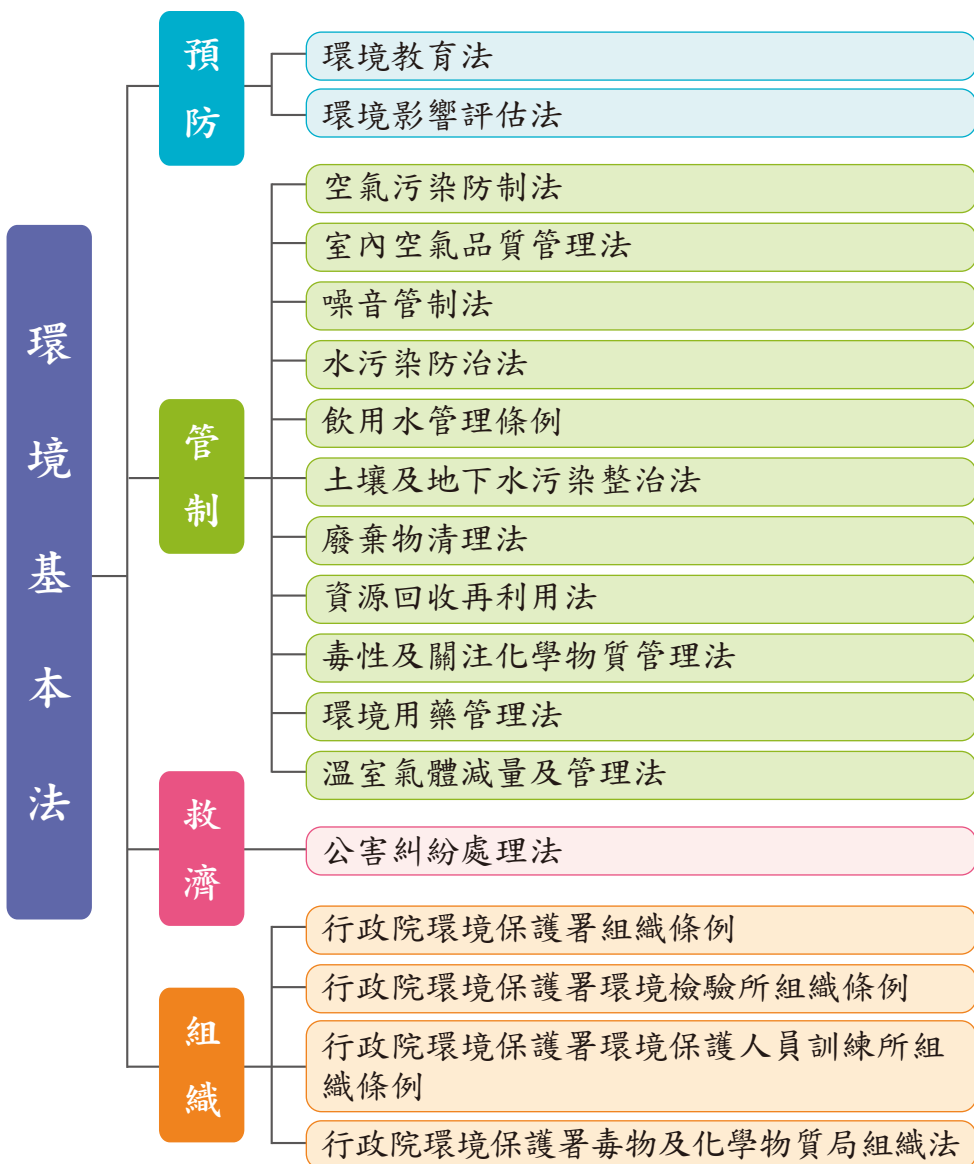 環境基本法
預防
環境教育法
環境影響評估法
管制
空氣污染防制法
室內空氣品質管理法
噪音管制法
水污染防治法
飲用水管理條例
土壤及地下水污染整治法
廢棄物清理法
資源回收再利用法
毒性及關注化學物質管理法
環境用藥管理法
溫室氣體減量及管理法
救濟
公害糾紛處理法
組織
行政院環境保護署組織條例
行政院環境保護署環境檢驗所組織條例
行政院環境保護署環境保護人員訓練所組
織條例
行政院環境保護署毒物及化學物質局組織法